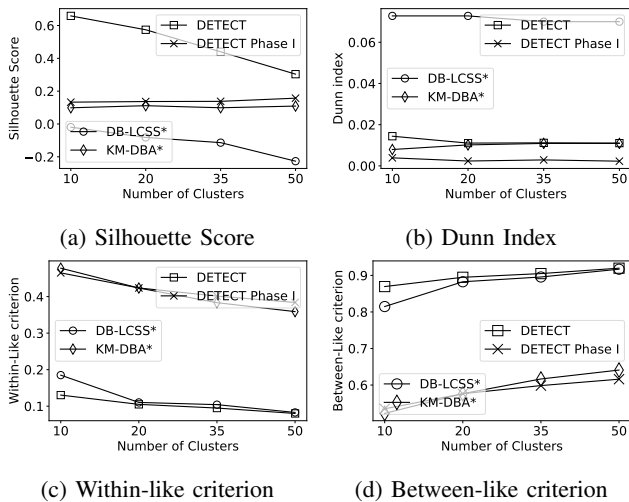 0.6
0.4
0.2
0.0
−0.2
Silhouette Score
DETECT
DETECT Phase I
DB-LCSS*
KM-DBA*
10 20 35 50
Number of Clusters
(a) Silhouette Score
0.06
0.04
0.02
0.00
Dunn index
DETECT
DETECT Phase I
DB-LCSS*
KM-DBA*
10 20 35 50
Number of Clusters
(b) Dunn Index
0.4
0.3
0.2
0.1
Within-Like criterion
DETECT
DETECT Phase I
DB-LCSS*
KM-DBA*
10 20 35 50
Number of Clusters
(c) Within-like criterion
0.9
0.8
0.7
0.6
Between-Like criterion
DETECT
DETECT Phase I
DB-LCSS*
KM-DBA*
10 20 35 50
Number of Clusters
(d) Between-like criterion